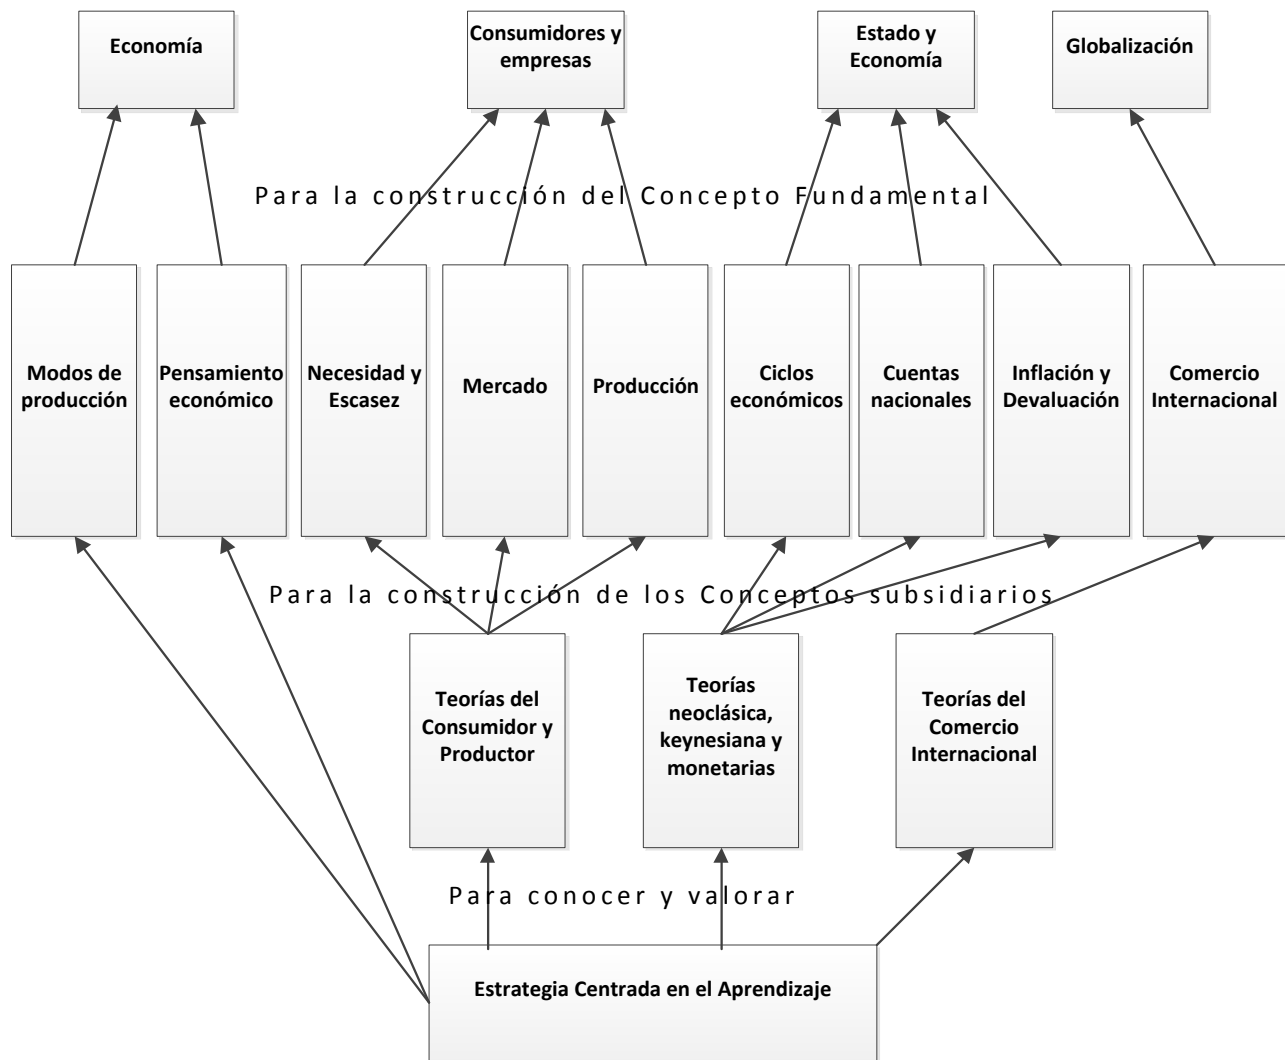 Economía
Consumidores y
empresas
Estado y
Economía
Globalización
Para la construcción del Concepto Fundamental
Modos de
producción
Pensamiento
económico
Necesidad y
Escasez
Mercado
Producción
Ciclos
económicos
Cuentas
nacionales
Inflación y
Devaluación
Comercio
Internacional
Para la construcción de los Conceptos subsidiarios
Teorías del
Consumidor y
Productor
Teorías
neoclásica,
keynesiana y
monetarias
Teorías del
Comercio
Internacional
Para conocer y valorar
Estrategia Centrada en el Aprendizaje